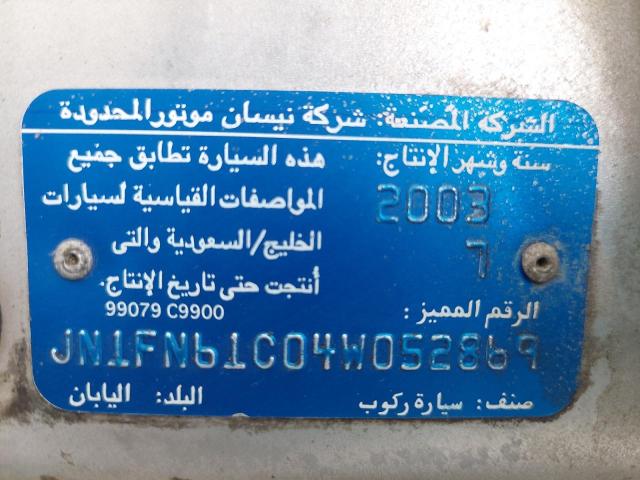 الشركة المصنعة: شركة نيسان موتور المحدودة
سنة وشهر الإنتاج:
2003
7
هذه السيارة تطابق جميع
المواصفات القياسية لسيارات
الخليج/السعودية والتى
أنتجت حتى تاريخ الإنتاج.
99079 C9900
الرقم المميز :
JN1FN61C04W052869
صنف: سيارة ركوب
البلد: اليابان